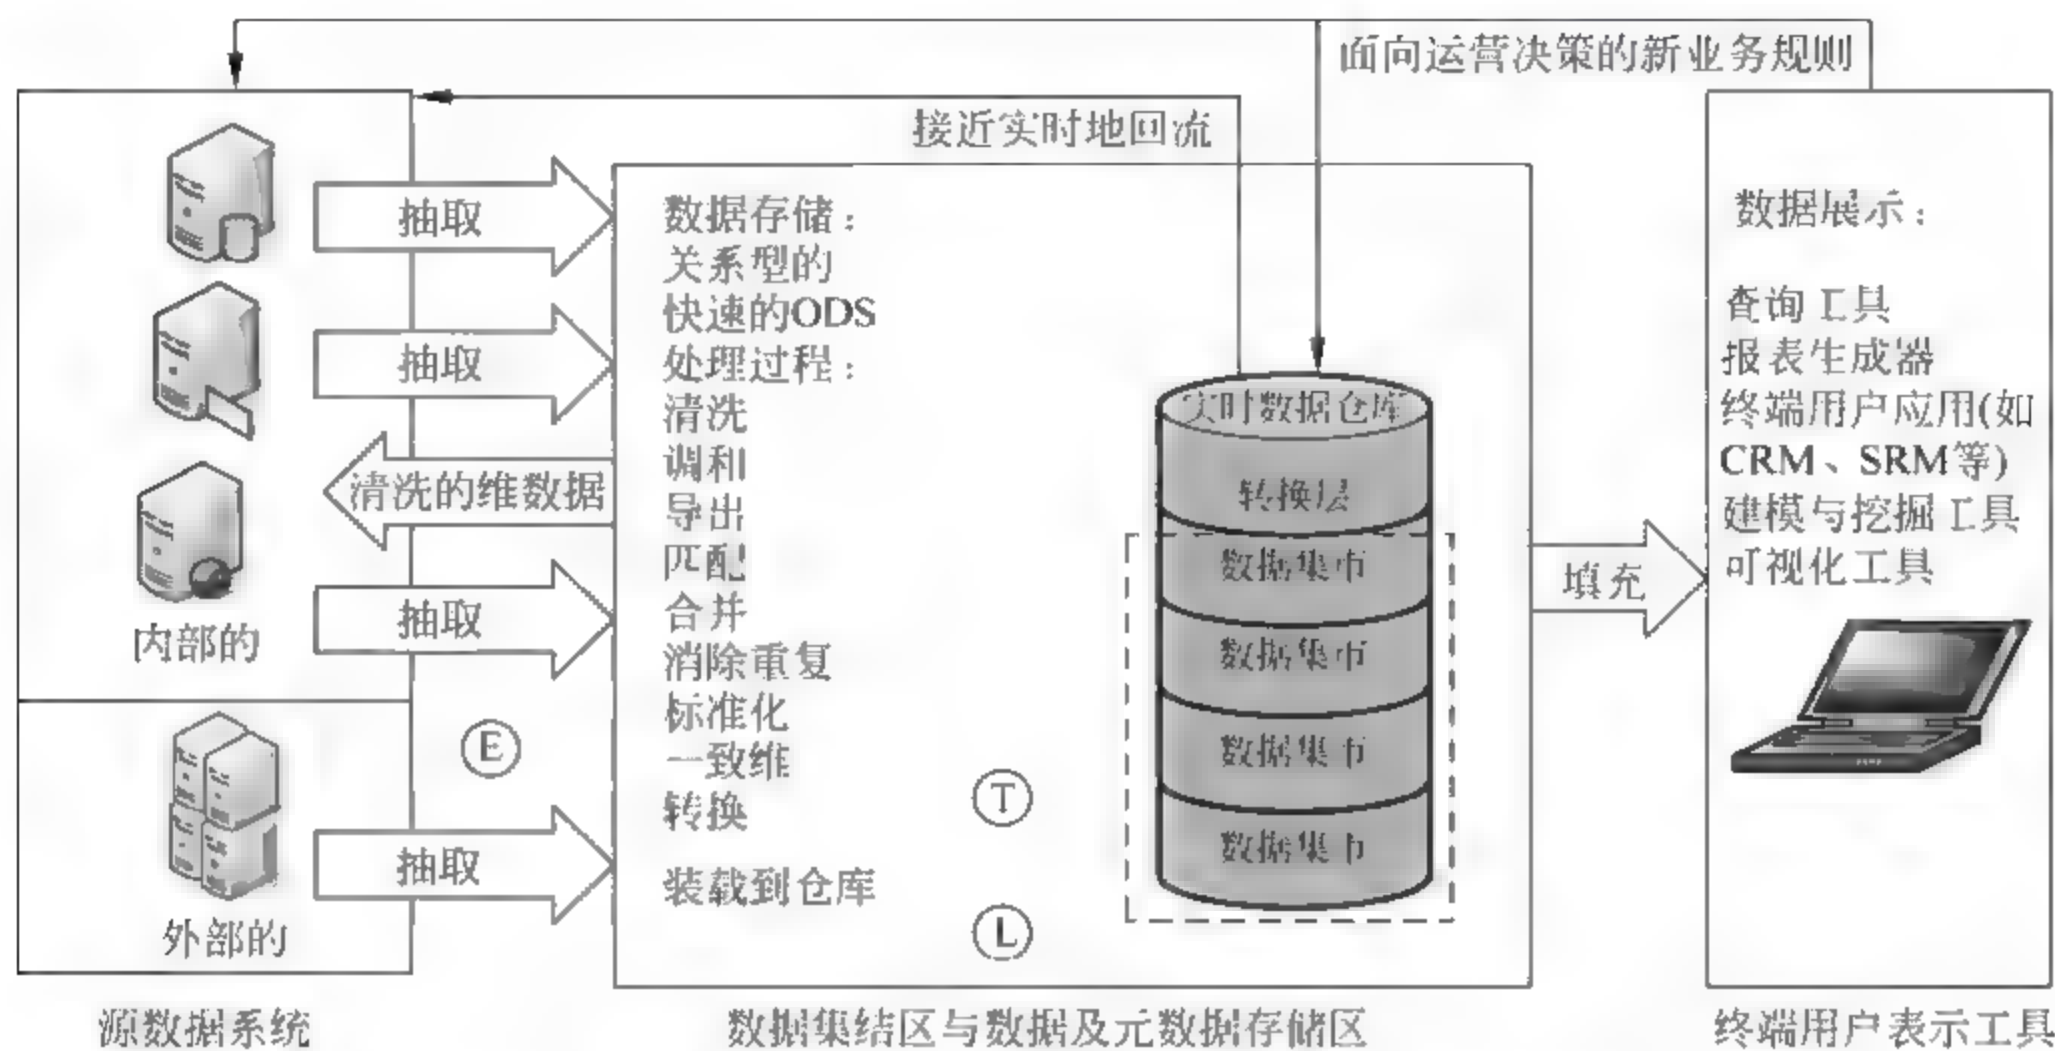 面向运营决策的新业务规则
接近实时地回流
抽取
抽取
清洗的维数据
抽取
抽取
内部的
外部的
E
数据存储：
关系型的
快速的ODS
处理过程：
清洗
调和
导出
匹配
合并
消除重复
标准化
一致维
转换
装载到仓库
T
L
实时数据仓库
转换层
数据集市
数据集市
数据集市
数据集市
填充
数据展示：
查询工具
报表生成器
终端用户应用(如
CRM、SRM等)
建模与挖掘工具
可视化工具
源数据系统
数据集结区与数据及元数据存储区
终端用户表示工具